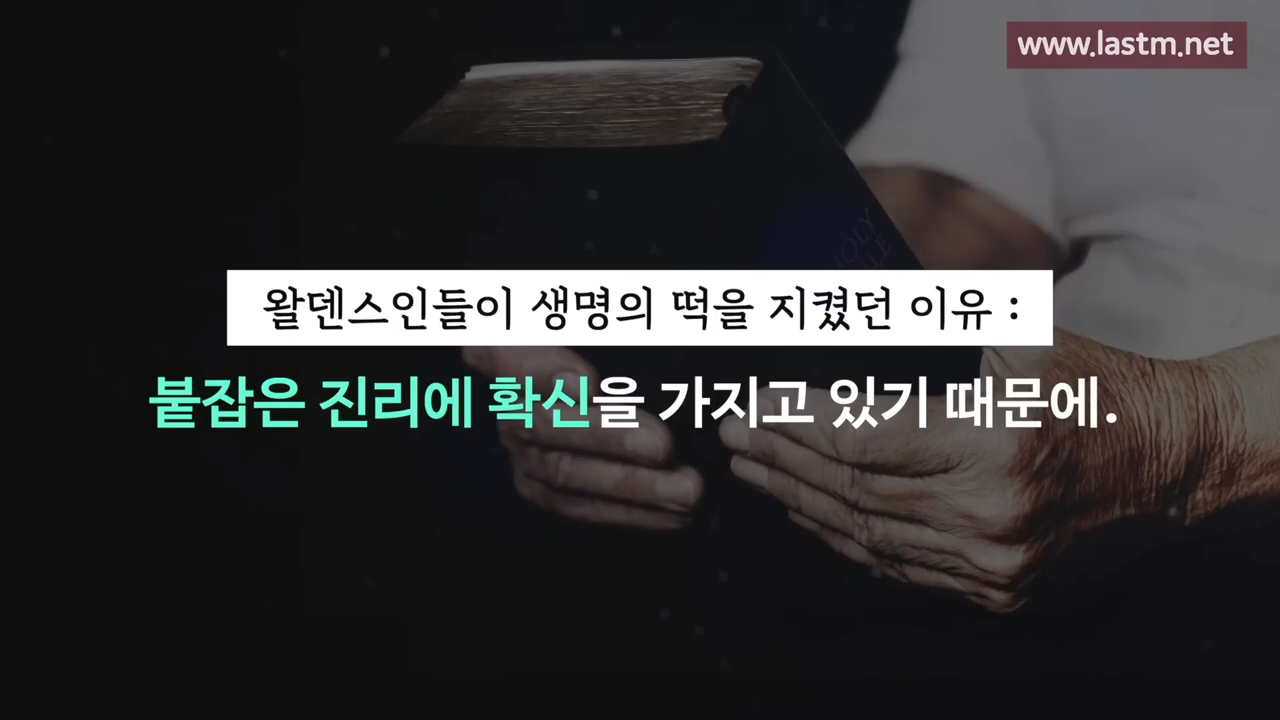 www.lastm.net
HOLY
왈덴스인들이 생명의 떡을 지켰던 이유 :
붙잡은 진리에 확신을 가지고 있기 때문에.